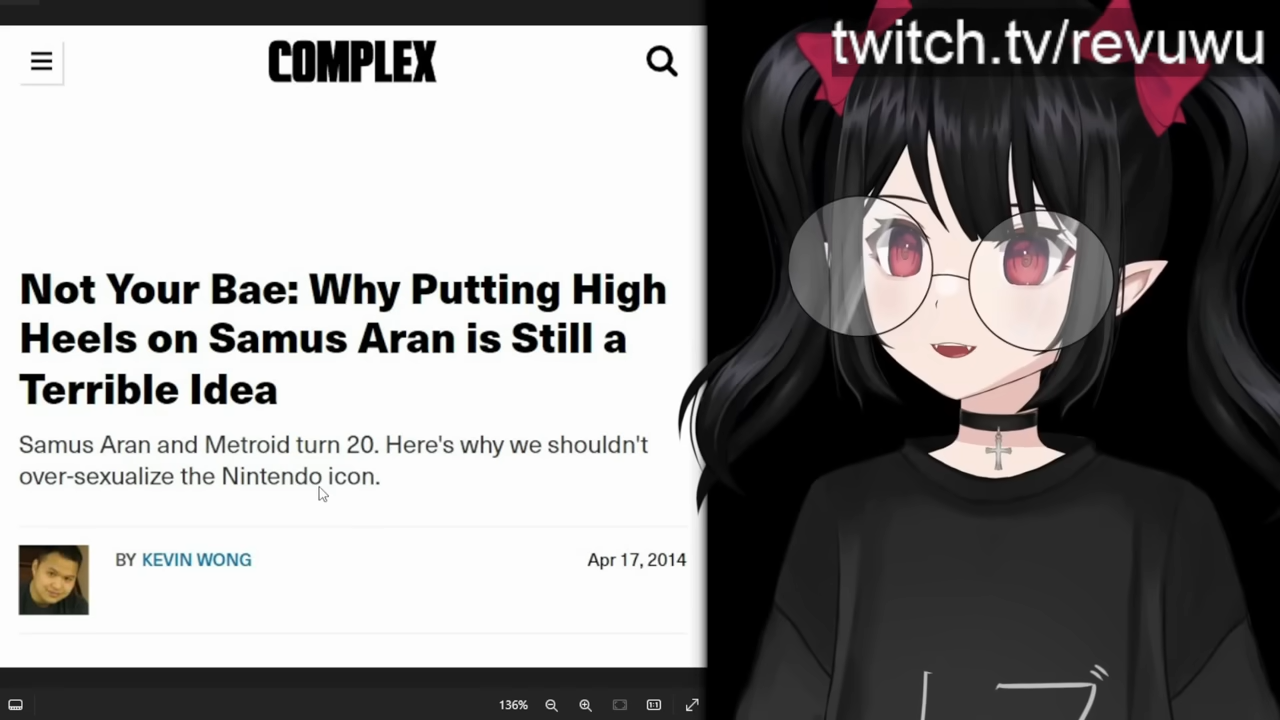 COMPLEX
twitch.tv/revuwu
Not Your Bae: Why Putting High
Heels on Samus Aran is Still a
Terrible Idea
Samus Aran and Metroid turn 20. Here's why we shouldn't
over-sexualize the Nintendo icon.
BY KEVIN WONG
Apr 17, 2014
136%
1:1